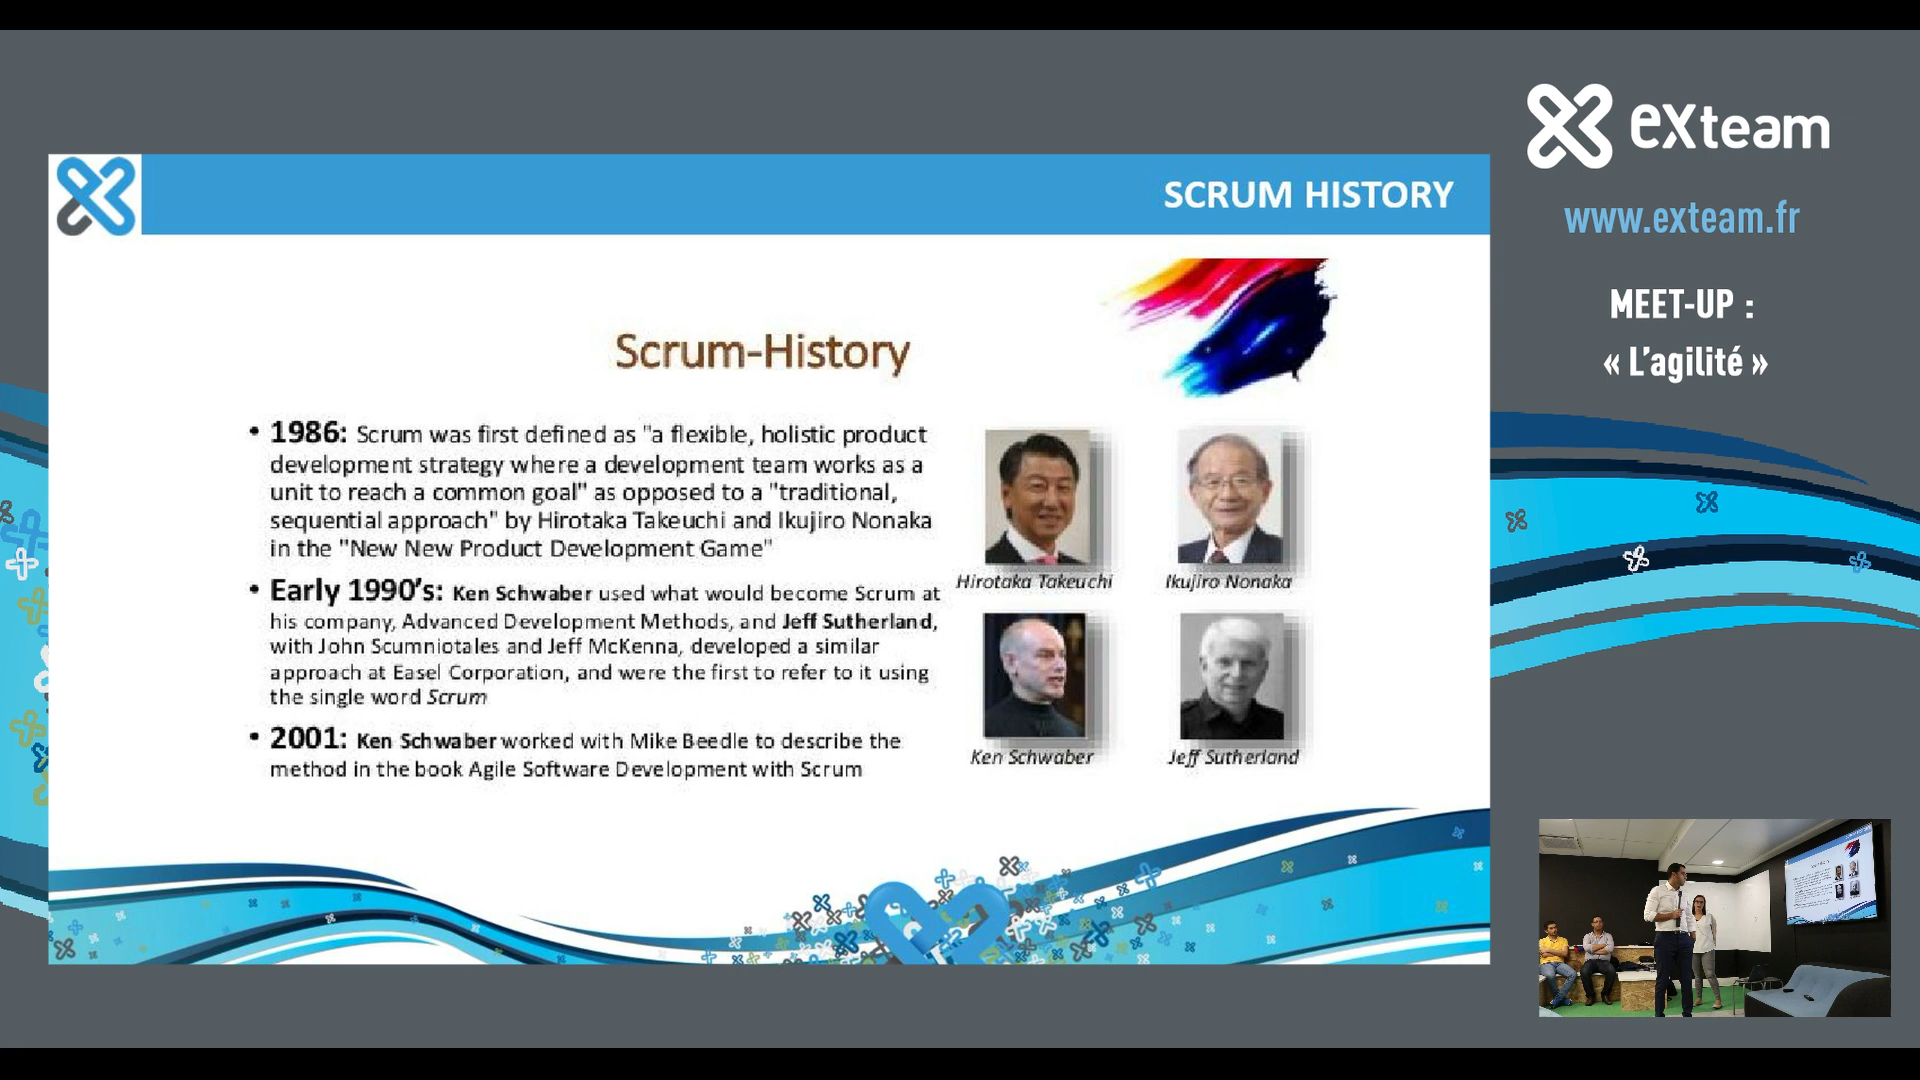 SCRUM HISTORY
Scrum-History
• 1986: Scrum was first defined as "a flexible, holistic product
development strategy where a development team works as a
unit to reach a common goal" as opposed to a "traditional,
sequential approach" by Hirotaka Takeuchi and Ikujiro Nonaka
in the "New New Product Development Game"
• Early 1990's: Ken Schwaber used what would become Scrum at
his company, Advanced Development Methods, and Jeff Sutherland,
with John Scumniotales and Jeff McKenna, developed a similar
approach at Easel Corporation, and were the first to refer to it using
the single word Scrum
• 2001: Ken Schwaber worked with Mike Beedle to describe the
method in the book Agile Software Development with Scrum
Hirotaka Takeuchi
Ikujiro Nonaka
Ken Schwaber
Jeff Sutherland
exteam
www.exteam.fr
MEET-UP :
« L'agilité »